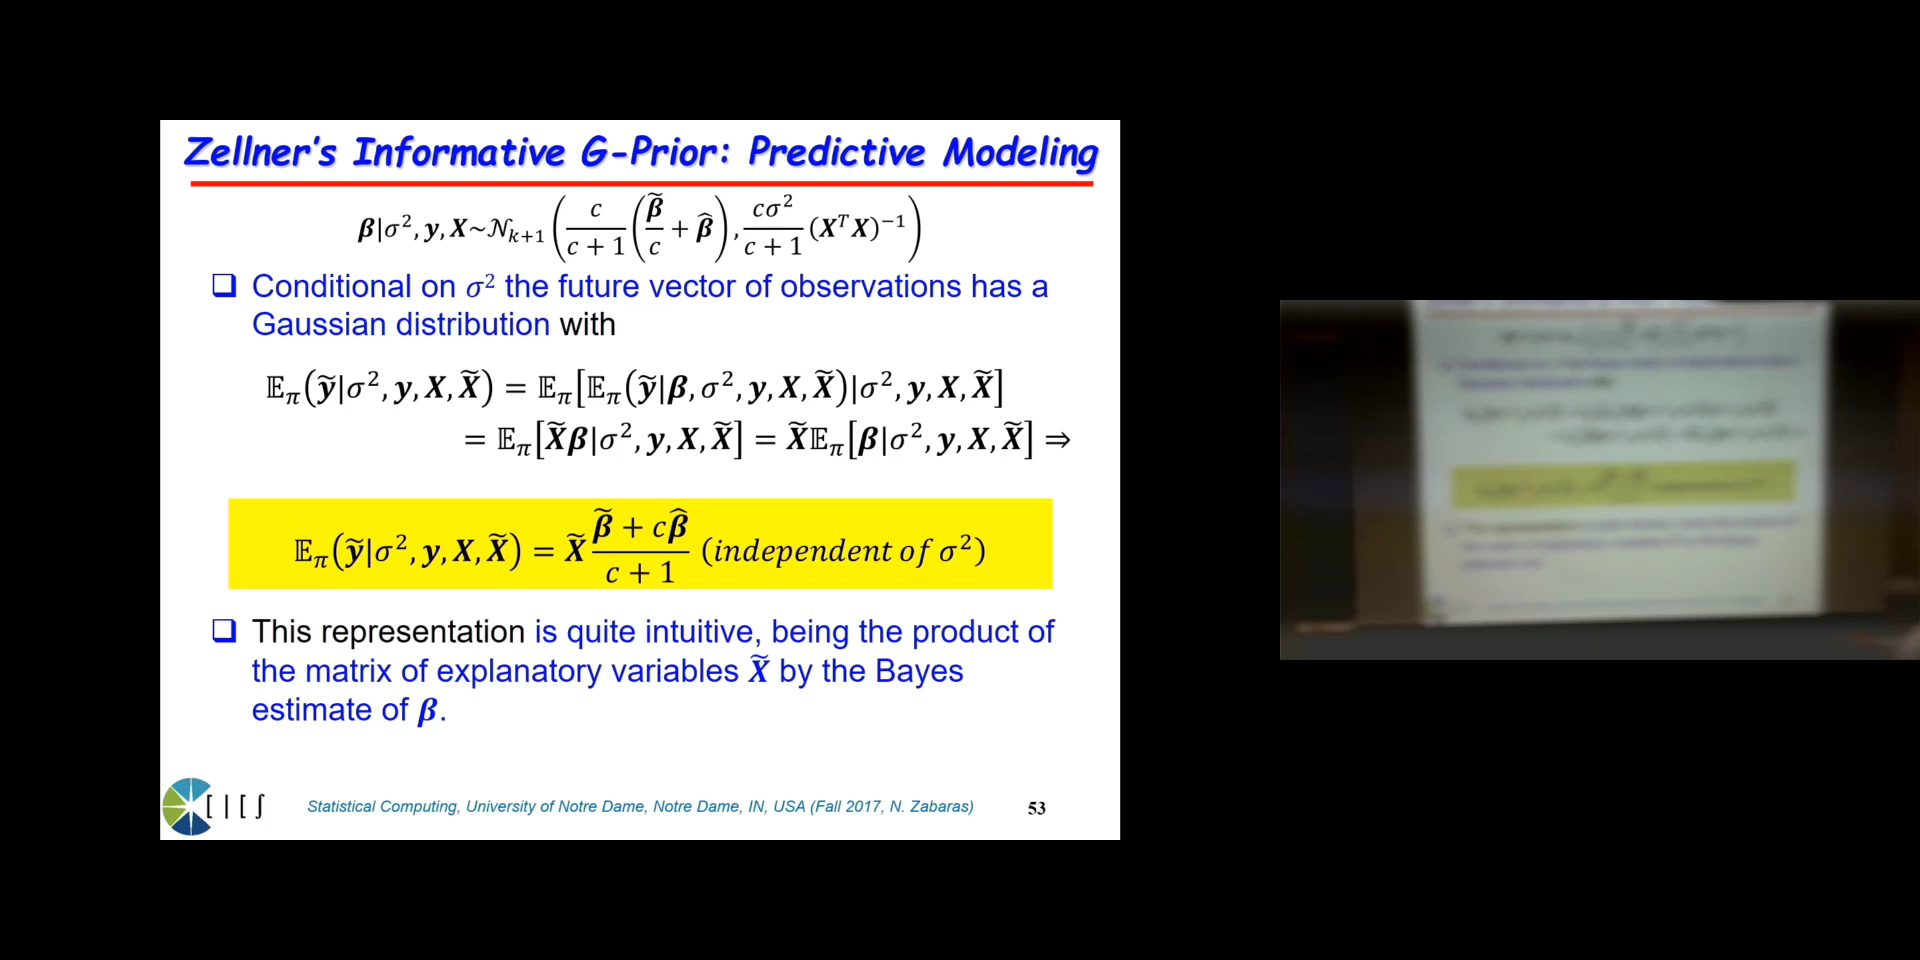 Zellner's Informative G-Prior: Predictive Modeling
𝜷|σ², 𝒚, 𝑿~𝒩ₖ₊₁(c/(c + 1) (𝜷̃/c + 𝜷̂), cσ²/(c + 1) (𝑿ᵀ𝑿)⁻¹)
❑ Conditional on σ² the future vector of observations has a
Gaussian distribution with
𝔼π(𝒚̃|σ², 𝒚, 𝑿, 𝑿̃) = 𝔼π[𝔼π(𝒚̃|𝜷, σ², 𝒚, 𝑿, 𝑿̃)|σ², 𝒚, 𝑿, 𝑿̃]
= 𝔼π[𝑿̃𝜷|σ², 𝒚, 𝑿, 𝑿̃] = 𝑿̃𝔼π[𝜷|σ², 𝒚, 𝑿, 𝑿̃] ⇒
𝔼π(𝒚̃|σ², 𝒚, 𝑿, 𝑿̃) = 𝑿̃ (𝜷̃ + c𝜷̂)/(c + 1) (independent of σ²)
❑ This representation is quite intuitive, being the product of
the matrix of explanatory variables 𝑿̃ by the Bayes
estimate of 𝜷.
Statistical Computing, University of Notre Dame, Notre Dame, IN, USA (Fall 2017, N. Zabaras)
53